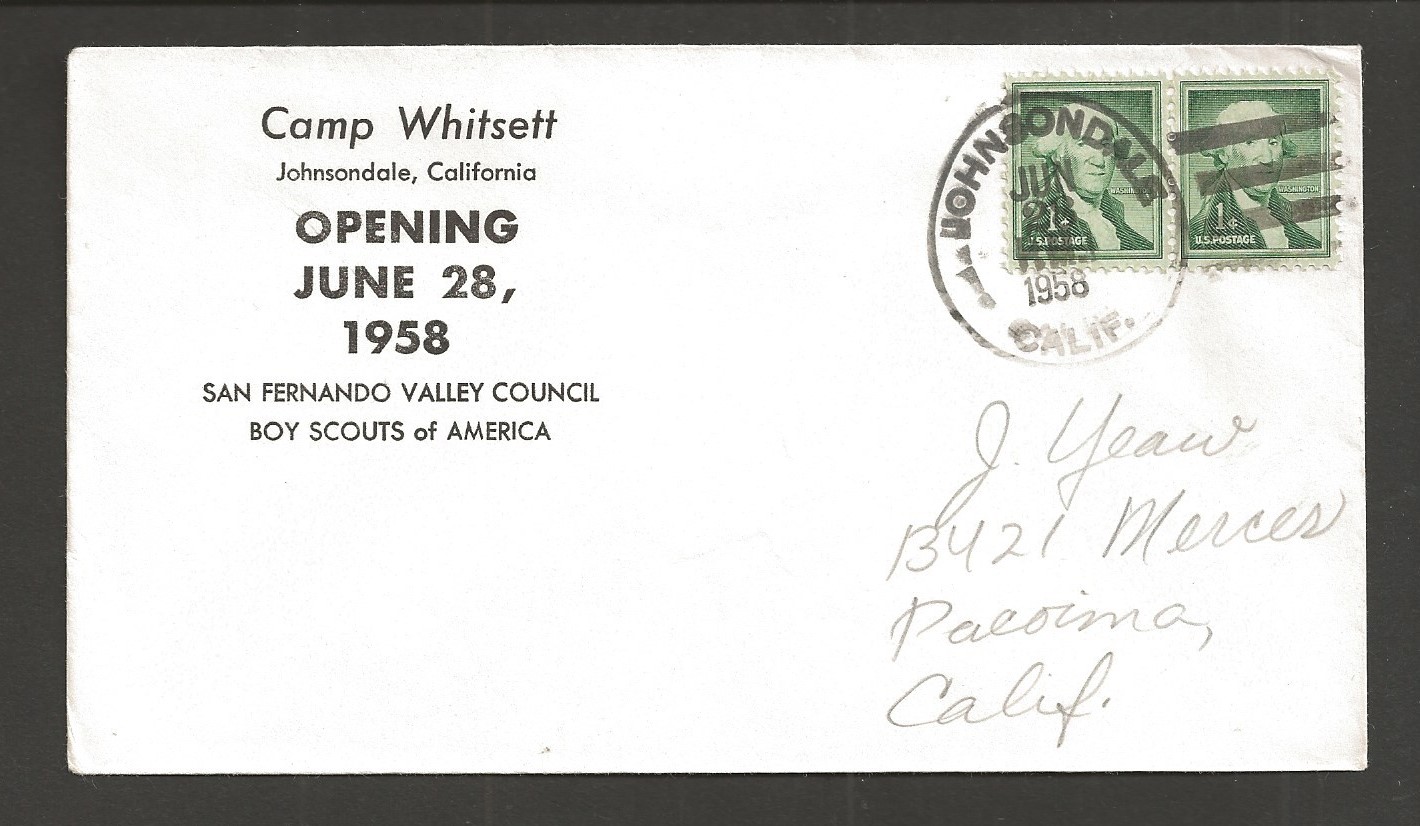 Camp Whitsett
Johnsondale, California
OPENING
JUNE 28,
1958
SAN FERNANDO VALLEY COUNCIL
BOY SCOUTS of AMERICA
JOHNSONDALE
JUN
28
1958
CALIF.
WASHINGTON
1¢
U.S.POSTAGE
WASHINGTON
1¢
U.S.POSTAGE
J. Yeaw
13421 Mercer
Pacoima,
Calif.